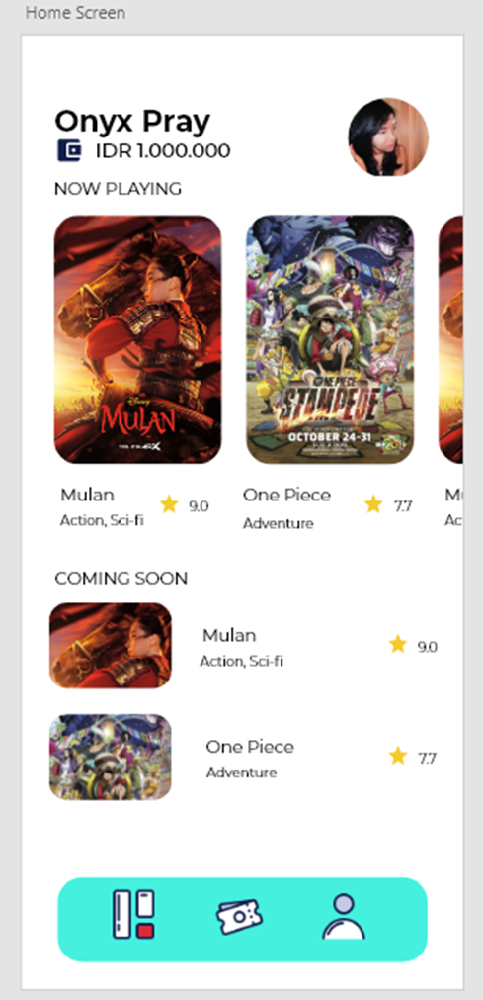 Home Screen
Onyx Pray
IDR 1.000.000
NOW PLAYING
Disney
MULAN
ONE PIECE
STAMPEDE
OCTOBER 24-31
Mulan
9.0
Action, Sci-fi
One Piece
7.7
Adventure
Mu
Ac
COMING SOON
Mulan
9.0
Action, Sci-fi
One Piece
7.7
Adventure